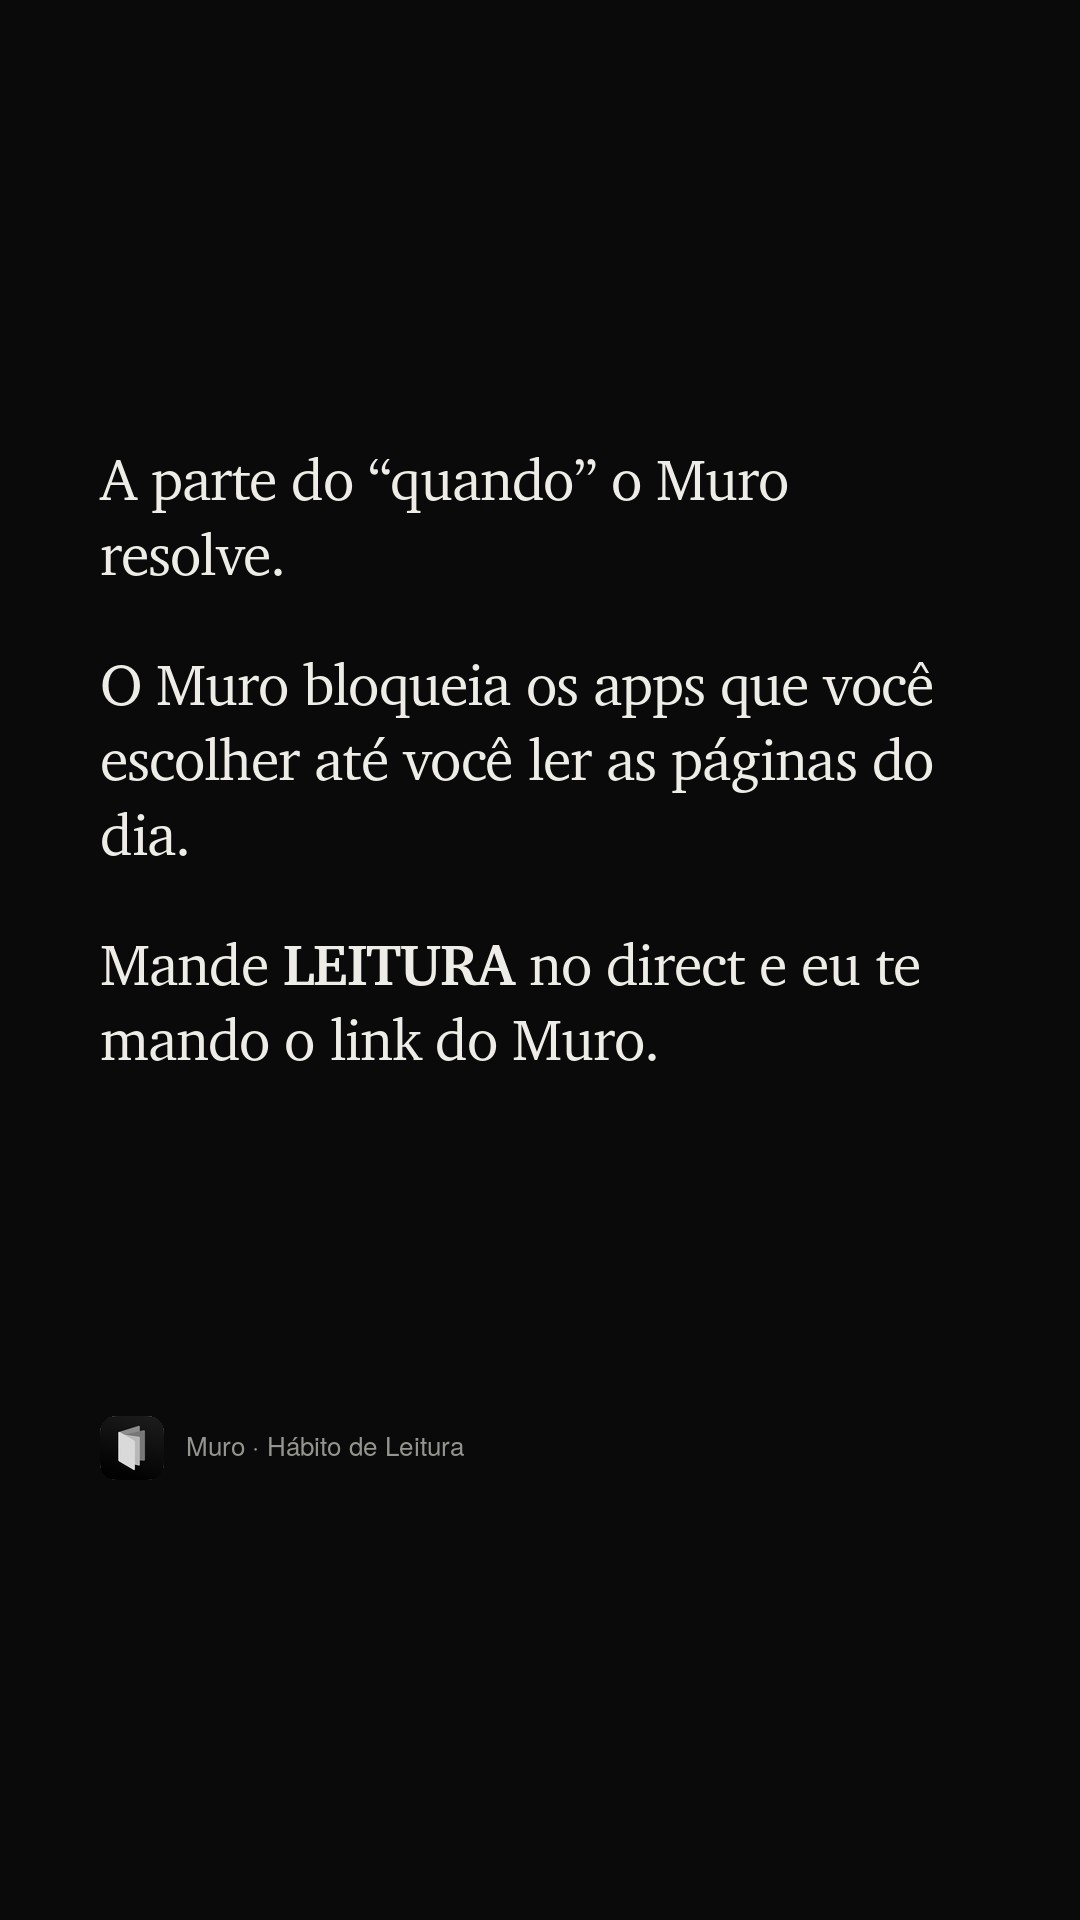 A parte do “quando” o Muro
resolve.
O Muro bloqueia os apps que você
escolher até você ler as páginas do
dia.
Mande LEITURA no direct e eu te
mando o link do Muro.
Muro · Hábito de Leitura